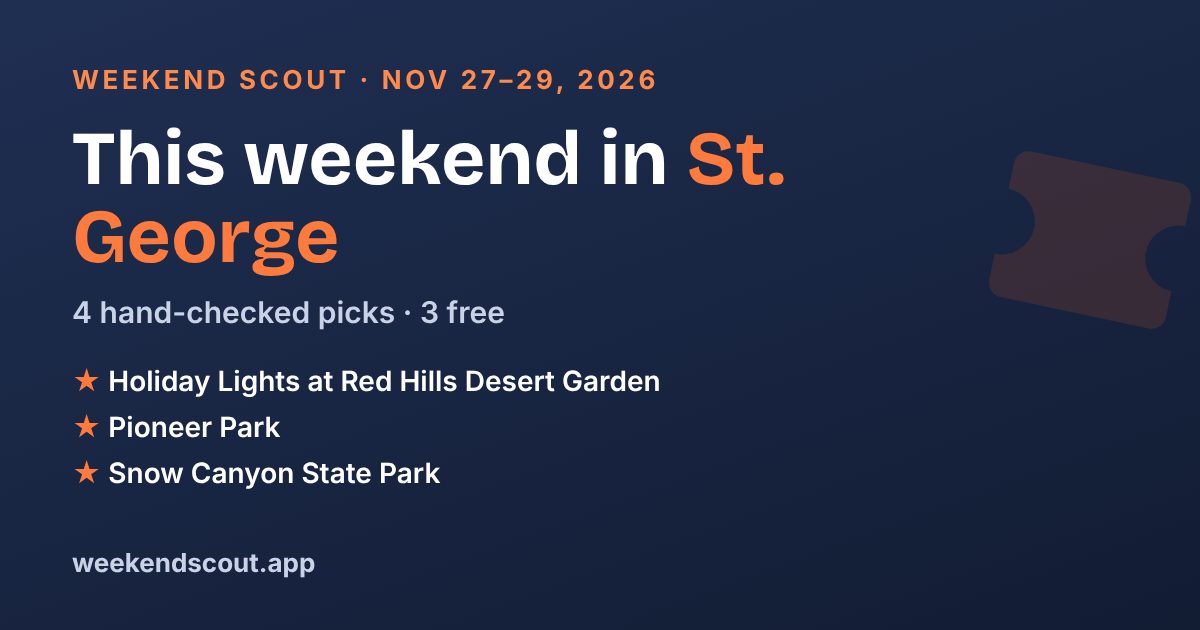 WEEKEND SCOUT · NOV 27–29, 2026
This weekend in St.
George
4 hand-checked picks · 3 free
★ Holiday Lights at Red Hills Desert Garden
★ Pioneer Park
★ Snow Canyon State Park
weekendscout.app